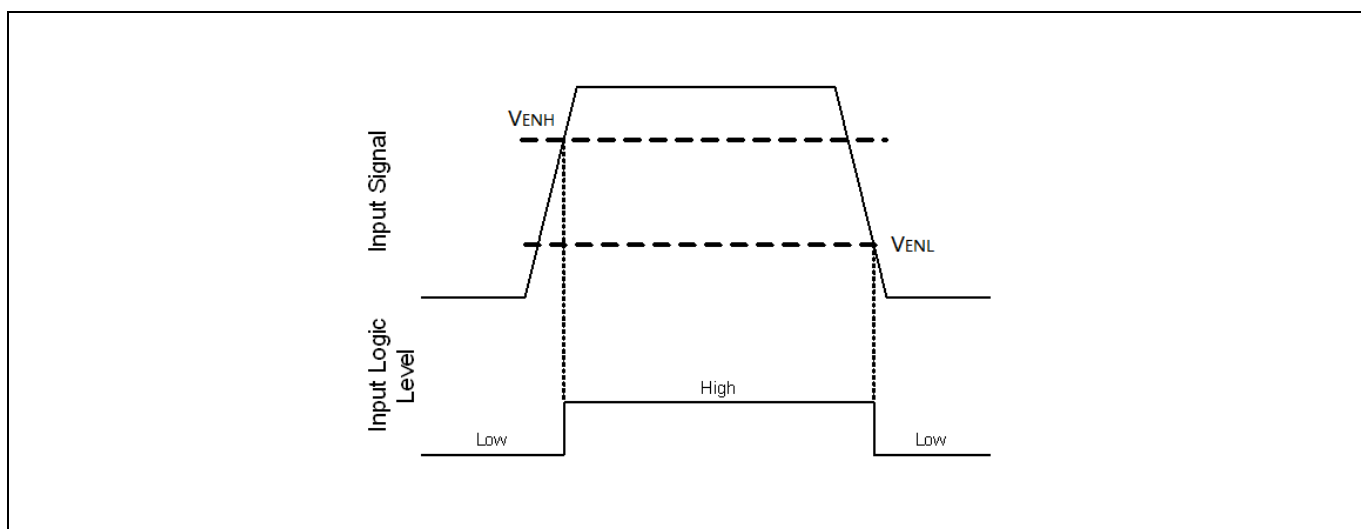 VENH
Input Signal
VENL
Input Logic
Level
High
Low
Low